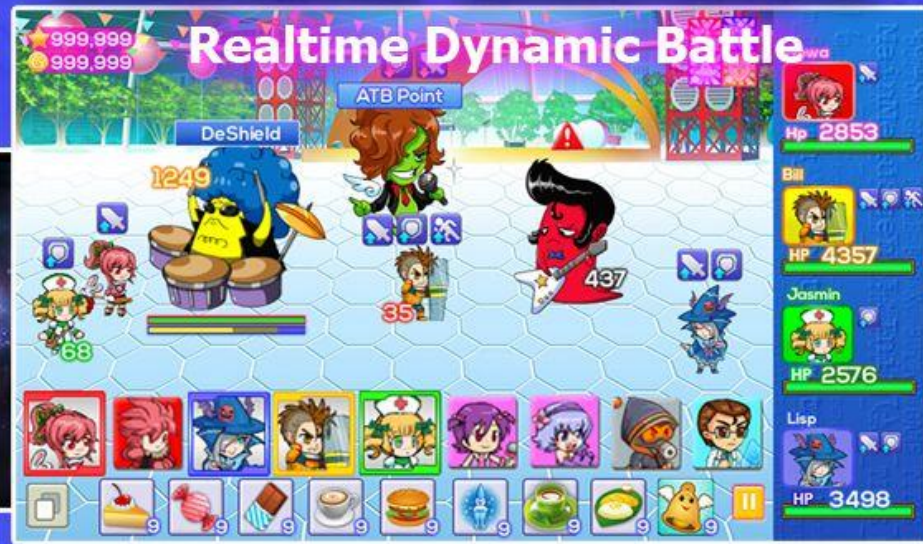 Realtime Dynamic Battle
999,999
999,999
ATB Point
DeShield
1249
437
35
68
Hp 2853
Bill
HP 4357
Jasmin
HP 2576
Lisp
HP 3498
9 9 9 9 9 9 9 9 9